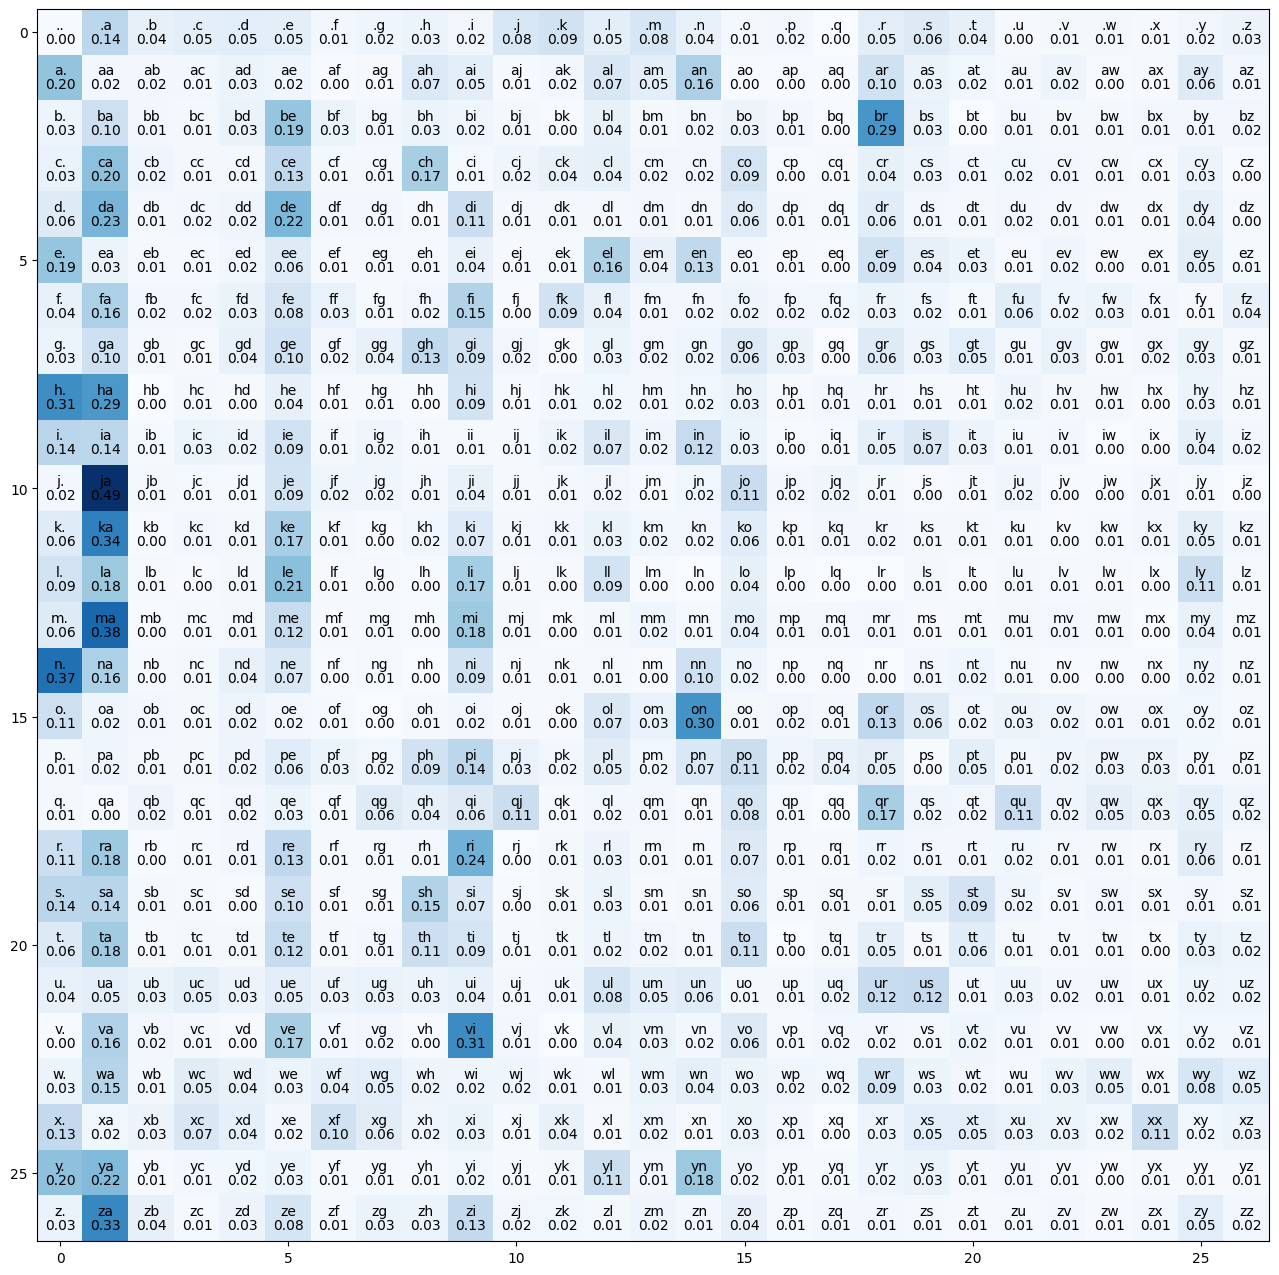 0
.. .a .b .c .d .e .f .g .h .i .j .k .l .m .n .o .p .q .r .s .t .u .v .w .x .y .z
0.00 0.14 0.04 0.05 0.05 0.05 0.01 0.02 0.03 0.02 0.08 0.09 0.05 0.08 0.04 0.01 0.02 0.00 0.05 0.06 0.04 0.00 0.01 0.01 0.01 0.02 0.03
a. aa ab ac ad ae af ag ah ai aj ak al am an ao ap aq ar as at au av aw ax ay az
0.20 0.02 0.02 0.01 0.03 0.02 0.00 0.01 0.07 0.05 0.01 0.02 0.07 0.05 0.16 0.00 0.00 0.00 0.10 0.03 0.02 0.01 0.02 0.00 0.01 0.06 0.01
b. ba bb bc bd be bf bg bh bi bj bk bl bm bn bo bp bq br bs bt bu bv bw bx by bz
0.03 0.10 0.01 0.01 0.03 0.19 0.03 0.01 0.03 0.02 0.01 0.00 0.04 0.01 0.02 0.03 0.01 0.00 0.29 0.03 0.00 0.01 0.01 0.01 0.01 0.01 0.02
c. ca cb cc cd ce cf cg ch ci cj ck cl cm cn co cp cq cr cs ct cu cv cw cx cy cz
0.03 0.20 0.02 0.01 0.01 0.13 0.01 0.01 0.17 0.01 0.02 0.04 0.04 0.02 0.02 0.09 0.00 0.01 0.04 0.03 0.01 0.02 0.01 0.01 0.01 0.03 0.00
d. da db dc dd de df dg dh di dj dk dl dm dn do dp dq dr ds dt du dv dw dx dy dz
0.06 0.23 0.01 0.02 0.02 0.22 0.01 0.01 0.01 0.11 0.01 0.01 0.01 0.01 0.01 0.06 0.01 0.01 0.06 0.01 0.01 0.02 0.01 0.01 0.01 0.04 0.00
5
e. ea eb ec ed ee ef eg eh ei ej ek el em en eo ep eq er es et eu ev ew ex ey ez
0.19 0.03 0.01 0.01 0.02 0.06 0.01 0.01 0.01 0.04 0.01 0.01 0.16 0.04 0.13 0.01 0.01 0.00 0.09 0.04 0.03 0.01 0.02 0.00 0.01 0.05 0.01
f. fa fb fc fd fe ff fg fh fi fj fk fl fm fn fo fp fq fr fs ft fu fv fw fx fy fz
0.04 0.16 0.02 0.02 0.03 0.08 0.03 0.01 0.02 0.15 0.00 0.09 0.04 0.01 0.02 0.02 0.02 0.02 0.03 0.02 0.01 0.06 0.02 0.03 0.01 0.01 0.04
g. ga gb gc gd ge gf gg gh gi gj gk gl gm gn go gp gq gr gs gt gu gv gw gx gy gz
0.03 0.10 0.01 0.01 0.04 0.10 0.02 0.04 0.13 0.09 0.02 0.00 0.03 0.02 0.02 0.06 0.03 0.00 0.06 0.03 0.05 0.01 0.03 0.01 0.02 0.03 0.01
h. ha hb hc hd he hf hg hh hi hj hk hl hm hn ho hp hq hr hs ht hu hv hw hx hy hz
0.31 0.29 0.00 0.01 0.00 0.04 0.01 0.01 0.00 0.09 0.01 0.01 0.02 0.01 0.02 0.03 0.01 0.01 0.01 0.01 0.01 0.02 0.01 0.01 0.00 0.03 0.01
i. ia ib ic id ie if ig ih ii ij ik il im in io ip iq ir is it iu iv iw ix iy iz
0.14 0.14 0.01 0.03 0.02 0.09 0.01 0.02 0.01 0.01 0.01 0.02 0.07 0.02 0.12 0.03 0.00 0.01 0.05 0.07 0.03 0.01 0.01 0.00 0.00 0.04 0.02
10
j. ja jb jc jd je jf jg jh ji jj jk jl jm jn jo jp jq jr js jt ju jv jw jx jy jz
0.02 0.49 0.01 0.01 0.01 0.09 0.02 0.02 0.01 0.04 0.01 0.01 0.02 0.01 0.02 0.11 0.02 0.02 0.01 0.00 0.01 0.02 0.00 0.00 0.01 0.01 0.00
k. ka kb kc kd ke kf kg kh ki kj kk kl km kn ko kp kq kr ks kt ku kv kw kx ky kz
0.06 0.34 0.00 0.01 0.01 0.17 0.01 0.00 0.02 0.07 0.01 0.01 0.03 0.02 0.02 0.06 0.01 0.01 0.02 0.01 0.01 0.01 0.00 0.01 0.01 0.05 0.01
l. la lb lc ld le lf lg lh li lj lk ll lm ln lo lp lq lr ls lt lu lv lw lx ly lz
0.09 0.18 0.01 0.00 0.01 0.21 0.01 0.00 0.00 0.17 0.01 0.00 0.09 0.00 0.00 0.04 0.00 0.00 0.00 0.01 0.00 0.01 0.01 0.01 0.00 0.11 0.01
m. ma mb mc md me mf mg mh mi mj mk ml mm mn mo mp mq mr ms mt mu mv mw mx my mz
0.06 0.38 0.00 0.01 0.01 0.12 0.01 0.01 0.00 0.18 0.01 0.00 0.01 0.02 0.01 0.04 0.01 0.01 0.01 0.01 0.01 0.01 0.01 0.01 0.00 0.04 0.01
n. na nb nc nd ne nf ng nh ni nj nk nl nm nn no np nq nr ns nt nu nv nw nx ny nz
0.37 0.16 0.00 0.01 0.04 0.07 0.00 0.01 0.00 0.09 0.01 0.01 0.01 0.00 0.10 0.02 0.00 0.00 0.00 0.01 0.02 0.01 0.00 0.00 0.00 0.02 0.01
15
o. oa ob oc od oe of og oh oi oj ok ol om on oo op oq or os ot ou ov ow ox oy oz
0.11 0.02 0.01 0.01 0.02 0.02 0.01 0.00 0.01 0.02 0.01 0.00 0.07 0.03 0.30 0.01 0.02 0.01 0.13 0.06 0.02 0.03 0.02 0.01 0.01 0.02 0.01
p. pa pb pc pd pe pf pg ph pi pj pk pl pm pn po pp pq pr ps pt pu pv pw px py pz
0.01 0.02 0.01 0.01 0.02 0.06 0.03 0.02 0.09 0.14 0.03 0.02 0.05 0.02 0.07 0.11 0.02 0.04 0.05 0.00 0.05 0.01 0.02 0.03 0.03 0.01 0.01
q. qa qb qc qd qe qf qg qh qi qj qk ql qm qn qo qp qq qr qs qt qu qv qw qx qy qz
0.01 0.00 0.02 0.01 0.02 0.03 0.01 0.06 0.04 0.06 0.11 0.01 0.02 0.01 0.01 0.08 0.01 0.00 0.17 0.02 0.02 0.11 0.02 0.05 0.03 0.05 0.02
r. ra rb rc rd re rf rg rh ri rj rk rl rm rn ro rp rq rr rs rt ru rv rw rx ry rz
0.11 0.18 0.00 0.01 0.01 0.13 0.01 0.01 0.01 0.24 0.00 0.01 0.03 0.01 0.01 0.07 0.00 0.01 0.02 0.01 0.01 0.02 0.01 0.01 0.01 0.06 0.01
s. sa sb sc sd se sf sg sh si sj sk sl sm sn so sp sq sr ss st su sv sw sx sy sz
0.14 0.14 0.01 0.01 0.00 0.10 0.01 0.01 0.15 0.07 0.00 0.01 0.03 0.01 0.01 0.06 0.01 0.01 0.01 0.05 0.09 0.02 0.01 0.01 0.01 0.01 0.01
20
t. ta tb tc td te tf tg th ti tj tk tl tm tn to tp tq tr ts tt tu tv tw tx ty tz
0.06 0.18 0.01 0.01 0.01 0.12 0.01 0.01 0.11 0.09 0.01 0.01 0.02 0.02 0.01 0.11 0.00 0.01 0.05 0.01 0.06 0.01 0.01 0.01 0.00 0.03 0.02
u. ua ub uc ud ue uf ug uh ui uj uk ul um un uo up uq ur us ut uu uv uw ux uy uz
0.04 0.05 0.03 0.05 0.03 0.05 0.03 0.03 0.03 0.04 0.01 0.01 0.08 0.05 0.06 0.01 0.01 0.02 0.12 0.12 0.01 0.03 0.02 0.01 0.01 0.02 0.02
v. va vb vc vd ve vf vg vh vi vj vk vl vm vn vo vp vq vr vs vt vu vv vw vx vy vz
0.00 0.16 0.02 0.01 0.00 0.17 0.01 0.02 0.00 0.31 0.01 0.00 0.04 0.03 0.02 0.06 0.01 0.02 0.02 0.01 0.02 0.01 0.01 0.00 0.01 0.02 0.01
w. wa wb wc wd we wf wg wh wi wj wk wl wm wn wo wp wq wr ws wt wu wv ww wx wy wz
0.03 0.15 0.01 0.05 0.04 0.03 0.04 0.05 0.02 0.02 0.02 0.01 0.01 0.03 0.04 0.03 0.02 0.02 0.09 0.03 0.02 0.01 0.03 0.05 0.01 0.08 0.05
x. xa xb xc xd xe xf xg xh xi xj xk xl xm xn xo xp xq xr xs xt xu xv xw xx xy xz
0.13 0.02 0.03 0.07 0.04 0.02 0.10 0.06 0.02 0.03 0.01 0.04 0.01 0.02 0.01 0.03 0.01 0.00 0.03 0.05 0.05 0.03 0.03 0.02 0.11 0.02 0.03
25
y. ya yb yc yd ye yf yg yh yi yj yk yl ym yn yo yp yq yr ys yt yu yv yw yx yy yz
0.20 0.22 0.01 0.01 0.02 0.03 0.01 0.01 0.01 0.02 0.01 0.01 0.11 0.01 0.18 0.02 0.01 0.01 0.02 0.03 0.01 0.01 0.01 0.00 0.01 0.01 0.01
z. za zb zc zd ze zf zg zh zi zj zk zl zm zn zo zp zq zr zs zt zu zv zw zx zy zz
0.03 0.33 0.04 0.01 0.03 0.08 0.01 0.03 0.03 0.13 0.02 0.02 0.01 0.02 0.01 0.04 0.01 0.01 0.01 0.01 0.01 0.01 0.01 0.00 0.01 0.05 0.02
0 5 10 15 20 25